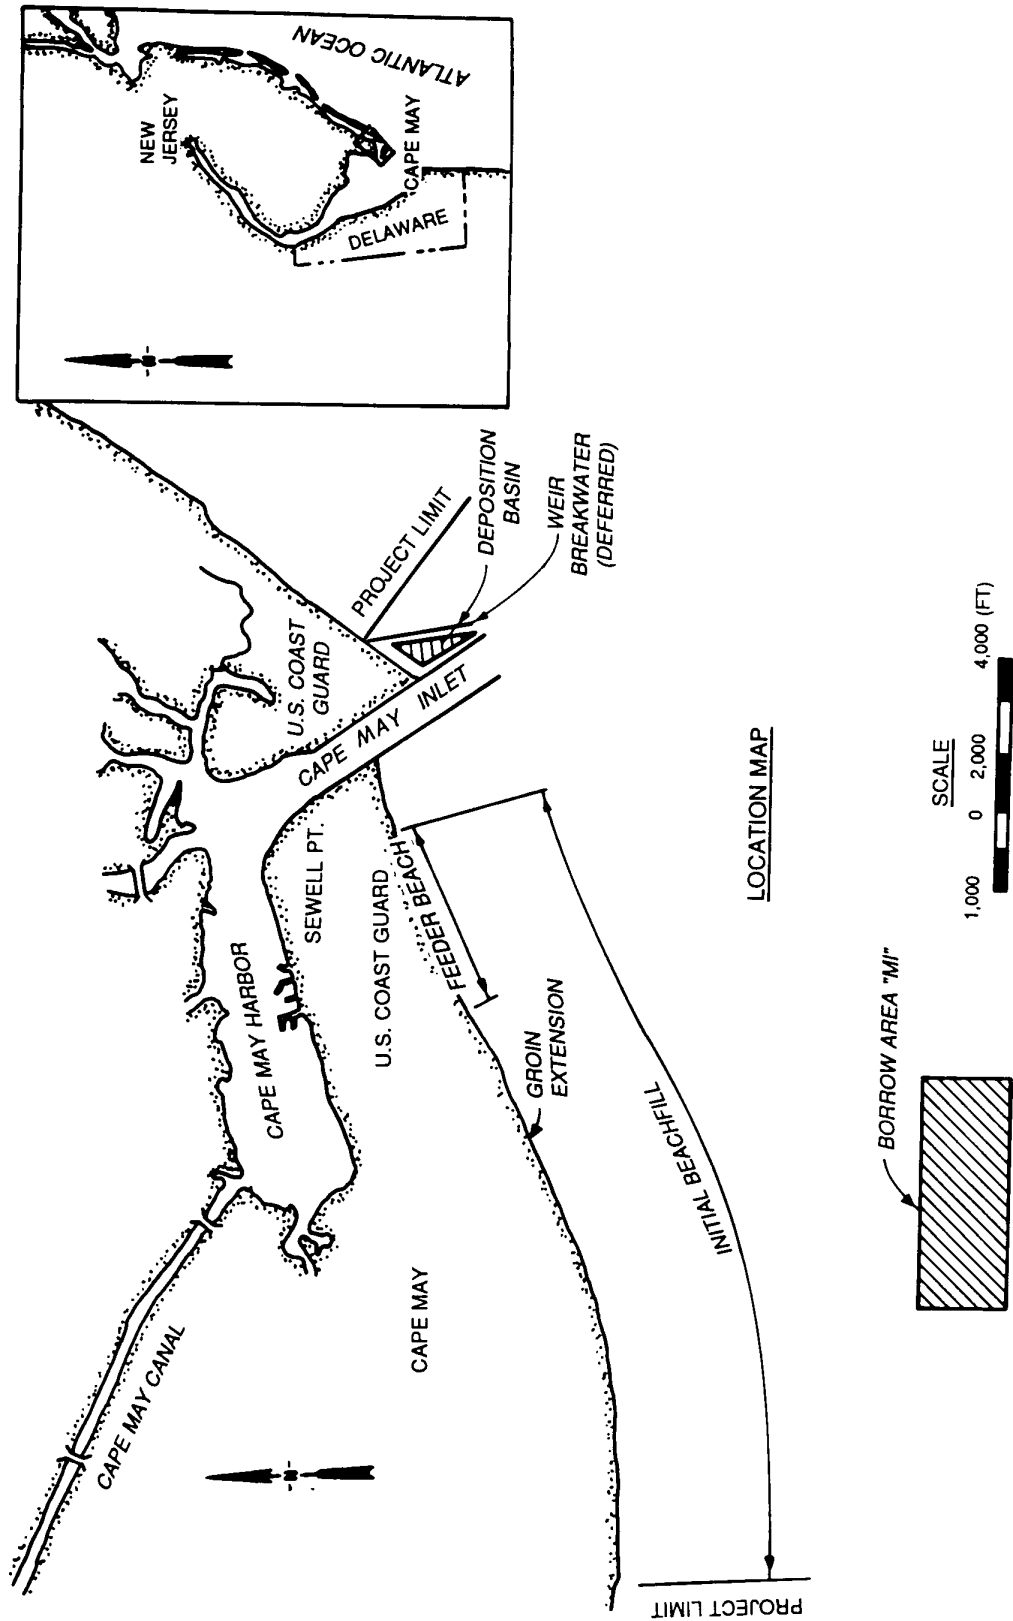 NEW
JERSEY
ATLANTIC OCEAN
CAPE MAY
DELAWARE
CAPE MAY CANAL
CAPE MAY HARBOR
SEWELL PT.
U.S. COAST GUARD
U.S. COAST
GUARD
CAPE MAY INLET
PROJECT LIMIT
DEPOSITION
BASIN
WEIR
BREAKWATER
(DEFERRED)
FEEDER BEACH
GROIN
EXTENSION
CAPE MAY
INITIAL BEACHFILL
PROJECT LIMIT
BORROW AREA "MI"
LOCATION MAP
SCALE
1,000 0 2,000 4,000 (FT)